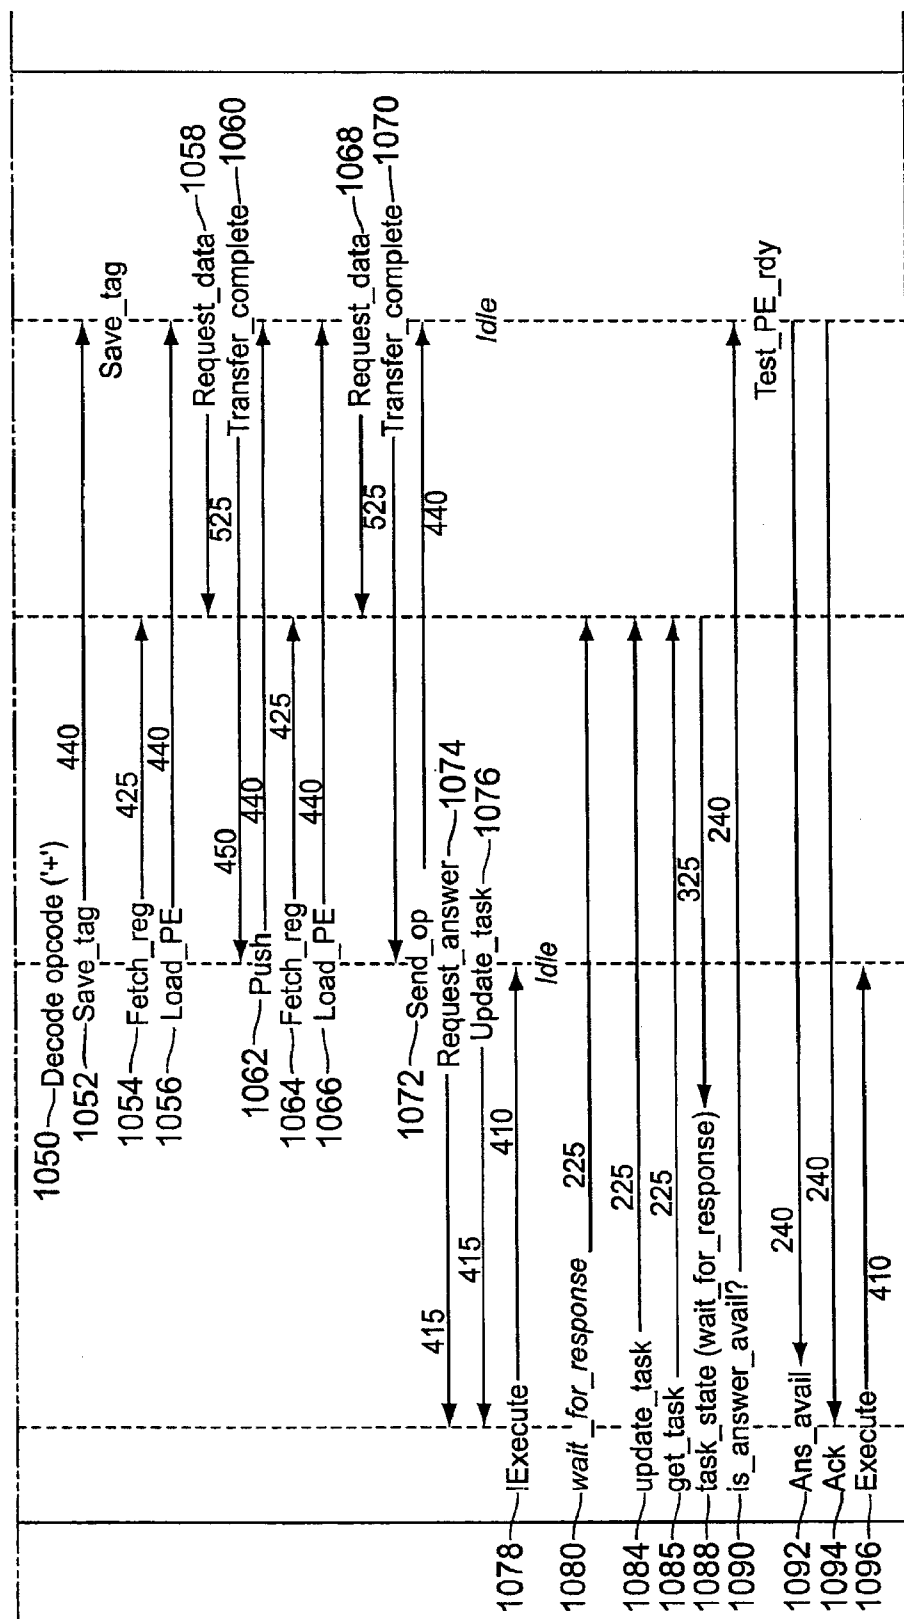 1050 Decode opcode ('+')
1052 Save_tag 440
Save_tag
1054 Fetch_reg 425
1056 Load_PE 440
Request_data 1058
525
Transfer_complete 1060
450
1062 Push 440
1064 Fetch_reg 425
1066 Load_PE 440
Request_data 1068
525
Transfer_complete 1070
1072 Send_op 440
415 Request_answer 1074
415 Update_task 1076
Idle
1078 !Execute 410
Idle
1080 wait_for_response 225
1084 update_task 225
1085 get_task 225
1088 task_state (wait_for_response) 325
1090 is_answer_avail? 240
Test_PE_rdy
1092 Ans_avail 240
1094 Ack 240
1096 Execute 410